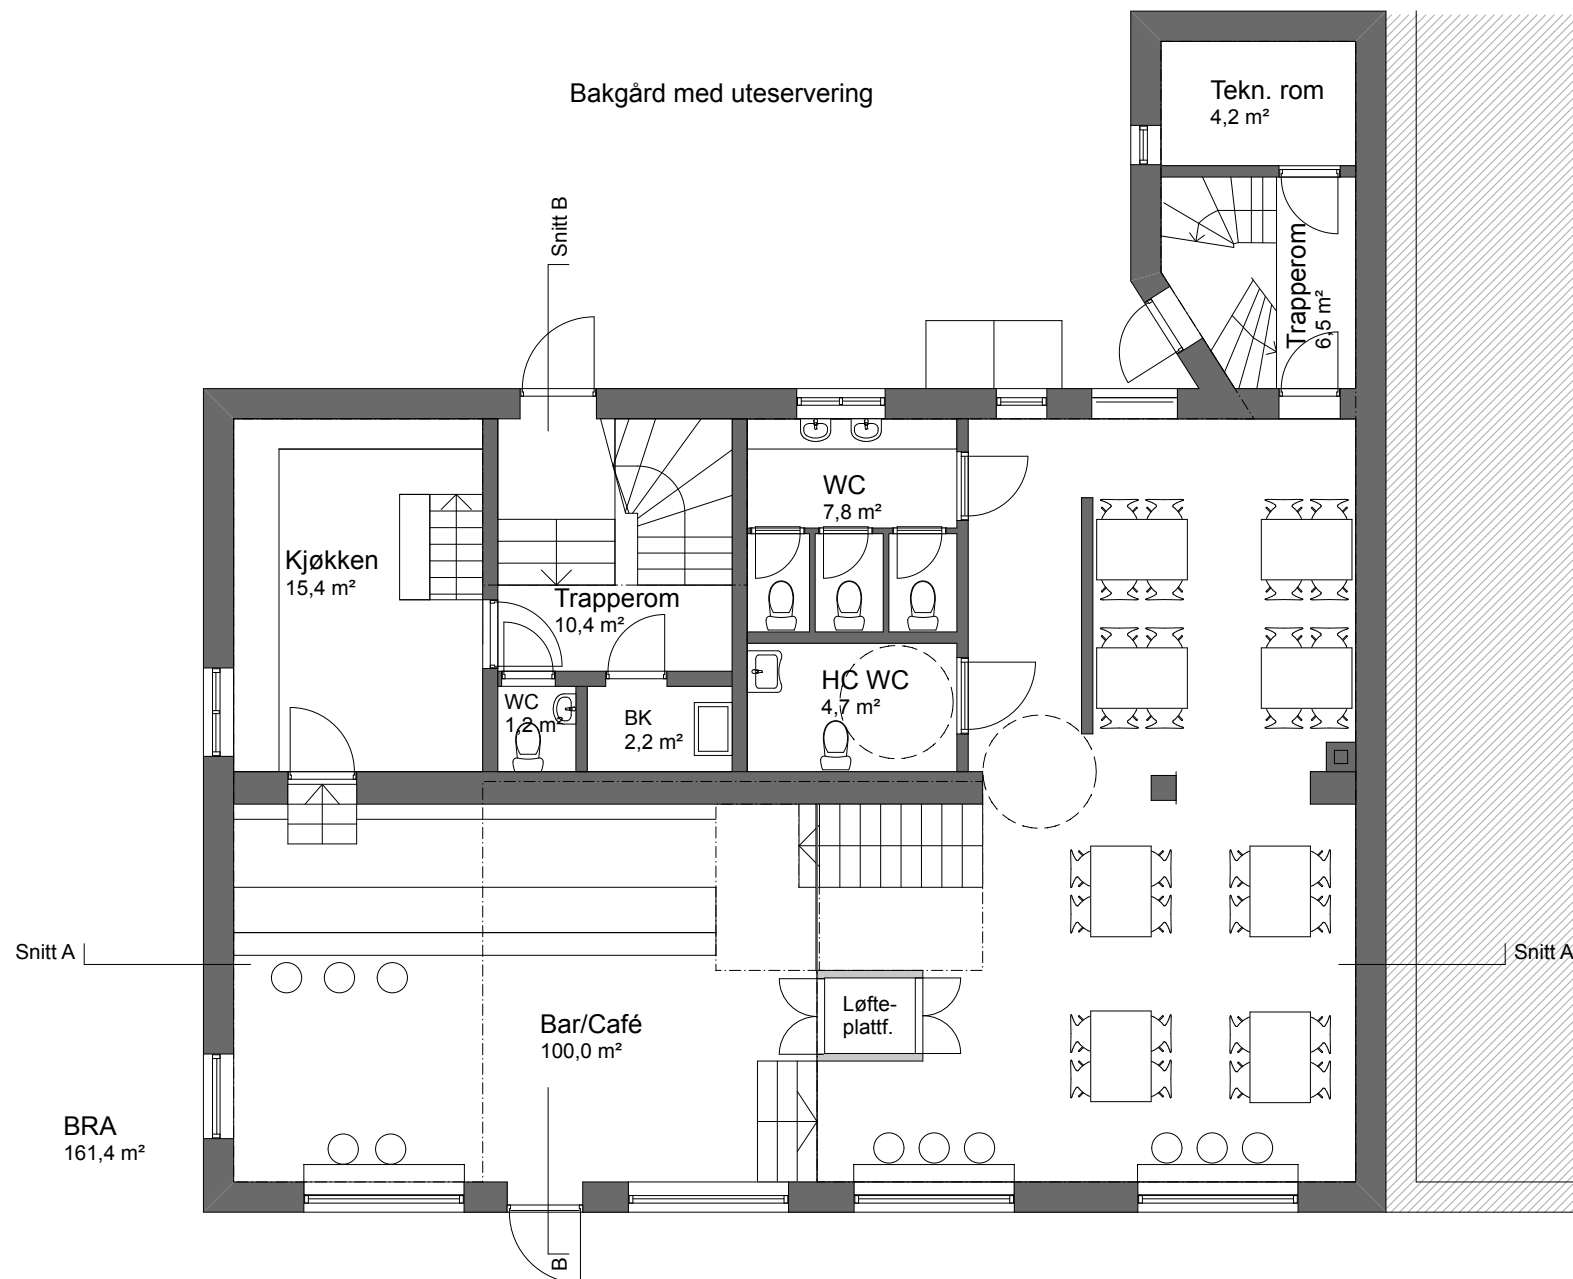 Bakgård med uteservering
Tekn. rom
4,2 m²
Snitt B
Trapperom
6,5 m²
WC
7,8 m²
Kjøkken
15,4 m²
Trapperom
10,4 m²
HC WC
4,7 m²
WC
1,2 m²
BK
2,2 m²
Snitt A
Snitt A
Løfte-
plattf.
Bar/Café
100,0 m²
BRA
161,4 m²
B